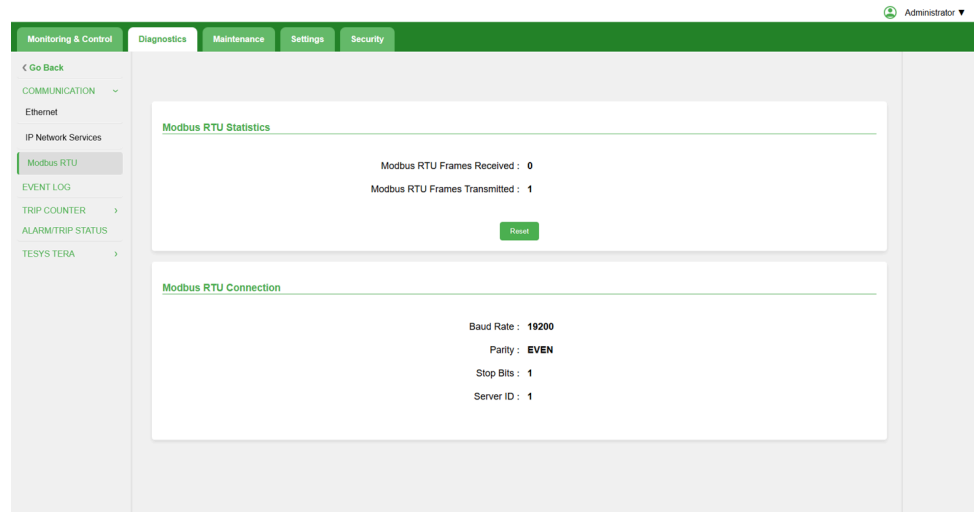 Administrator ▼
Monitoring & Control Diagnostics Maintenance Settings Security
Go Back
COMMUNICATION
Ethernet
IP Network Services
Modbus RTU
EVENT LOG
TRIP COUNTER
ALARM/TRIP STATUS
TESYS TERA
Modbus RTU Statistics
Modbus RTU Frames Received : 0
Modbus RTU Frames Transmitted : 1
Reset
Modbus RTU Connection
Baud Rate : 19200
Parity : EVEN
Stop Bits : 1
Server ID : 1